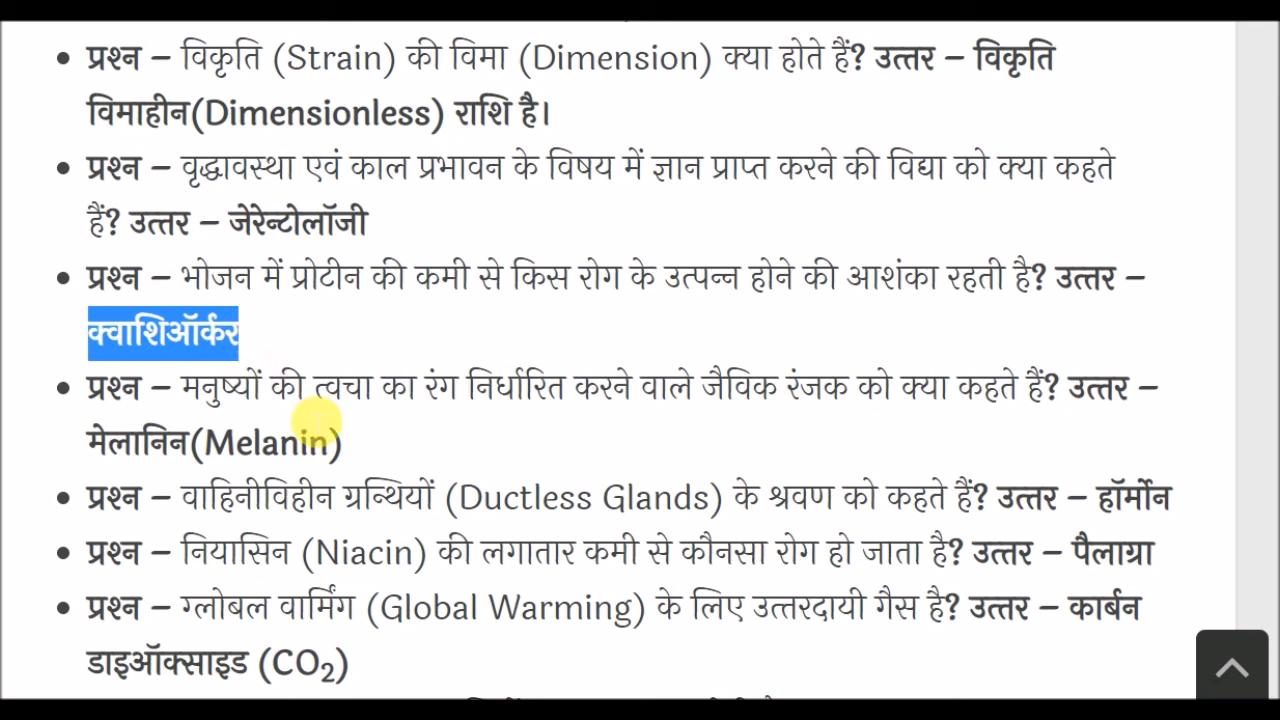 • प्रश्न – विकृति (Strain) की विमा (Dimension) क्या होते हैं? उत्तर – विकृति
विमाहीन(Dimensionless) राशि है।
• प्रश्न – वृद्धावस्था एवं काल प्रभावन के विषय में ज्ञान प्राप्त करने की विद्या को क्या कहते
हैं? उत्तर – जेरेन्टोलॉजी
• प्रश्न – भोजन में प्रोटीन की कमी से किस रोग के उत्पन्न होने की आशंका रहती है? उत्तर –
क्वाशिऑर्कर
• प्रश्न – मनुष्यों की त्वचा का रंग निर्धारित करने वाले जैविक रंजक को क्या कहते हैं? उत्तर –
मेलानिन(Melanin)
• प्रश्न – वाहिनीविहीन ग्रन्थियों (Ductless Glands) के श्रवण को कहते हैं? उत्तर – हॉर्मोन
• प्रश्न – नियासिन (Niacin) की लगातार कमी से कौनसा रोग हो जाता है? उत्तर – पैलाग्रा
• प्रश्न – ग्लोबल वार्मिंग (Global Warming) के लिए उत्तरदायी गैस है? उत्तर – कार्बन
डाइऑक्साइड (CO₂)